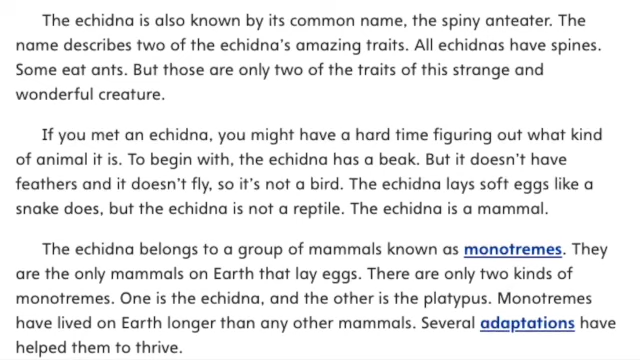 The echidna is also known by its common name, the spiny anteater. The
name describes two of the echidna's amazing traits. All echidnas have spines.
Some eat ants. But those are only two of the traits of this strange and
wonderful creature.
If you met an echidna, you might have a hard time figuring out what kind
of animal it is. To begin with, the echidna has a beak. But it doesn't have
feathers and it doesn't fly, so it's not a bird. The echidna lays soft eggs like a
snake does, but the echidna is not a reptile. The echidna is a mammal.
The echidna belongs to a group of mammals known as monotremes. They
are the only mammals on Earth that lay eggs. There are only two kinds of
monotremes. One is the echidna, and the other is the platypus. Monotremes
have lived on Earth longer than any other mammals. Several adaptations have
helped them to thrive.